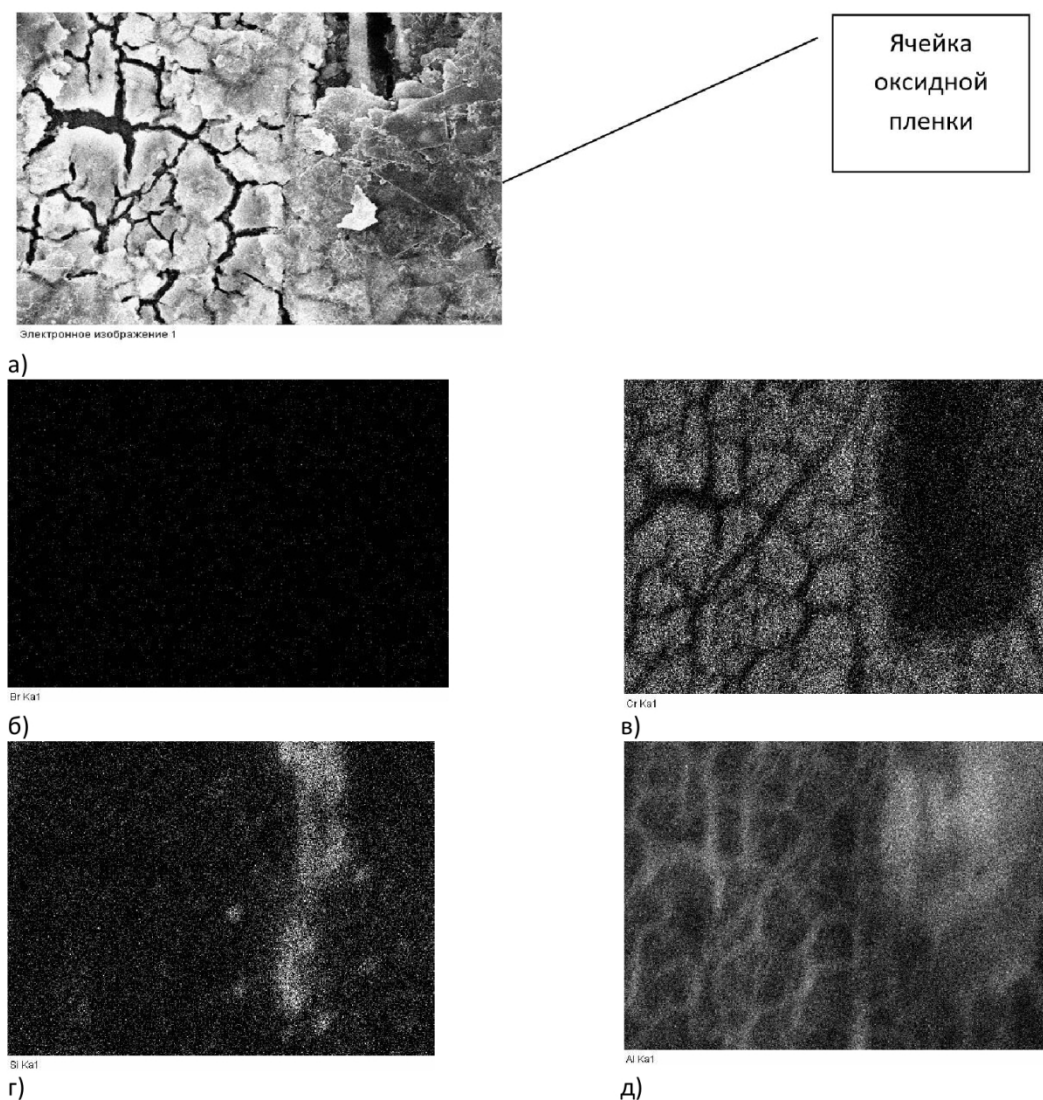 Ячейка
оксидной
пленки
Электронное изображение 1
а)
Br Ka1
б)
Cr Ka1
в)
Si Ka1
г)
Al Ka1
д)